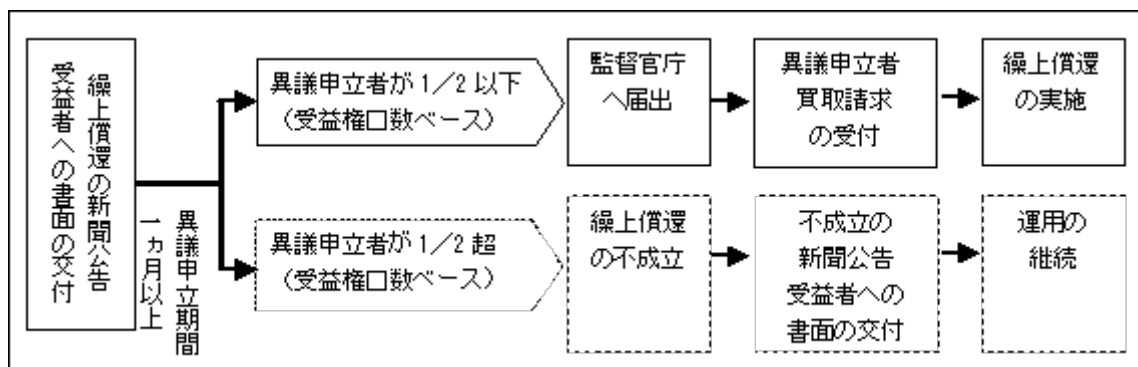 繰上償還の新聞公告
受益者への書面の交付
異議申立期間
一ヵ月以上
異議申立者が1/2以下
(受益権口数ベース)
監督官庁
へ届出
異議申立者
買取請求
の受付
繰上償還
の実施
異議申立者が1/2超
(受益権口数ベース)
繰上償還
の不成立
不成立の
新聞公告
受益者への
書面の交付
運用の
継続